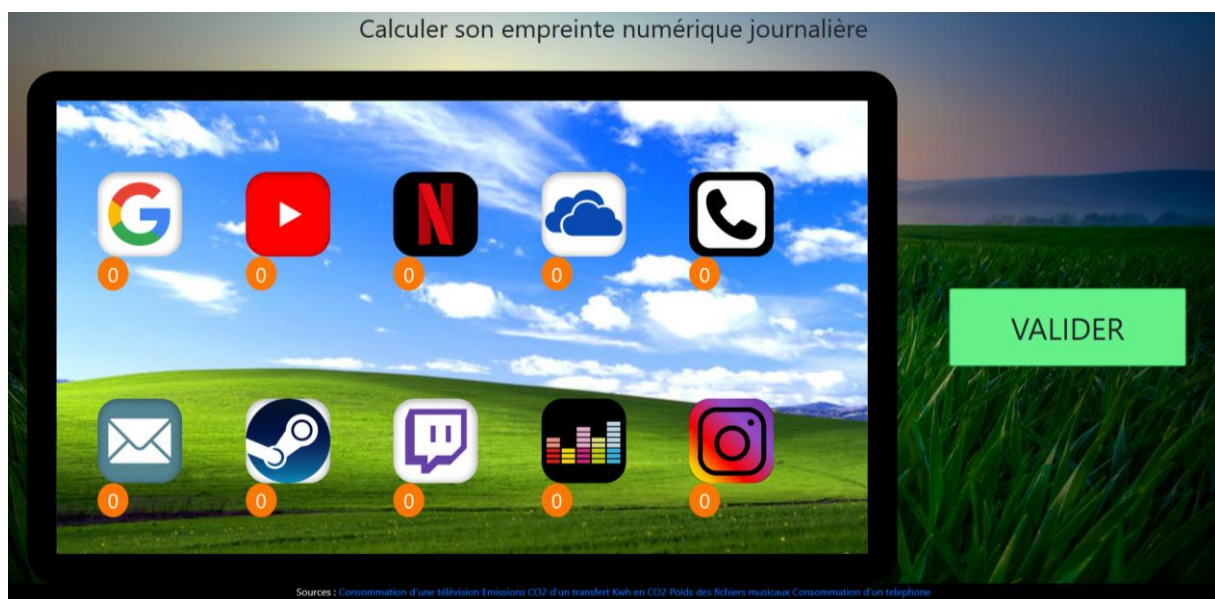 Calculer son empreinte numérique journalière
0 0 0 0 0
VALIDER
0 0 0 0 0
Sources : Consommation d'une télévision Emissions CO2 d'un transfert Kwh en CO2 Poids des fichiers musicaux Consommation d'un telephone